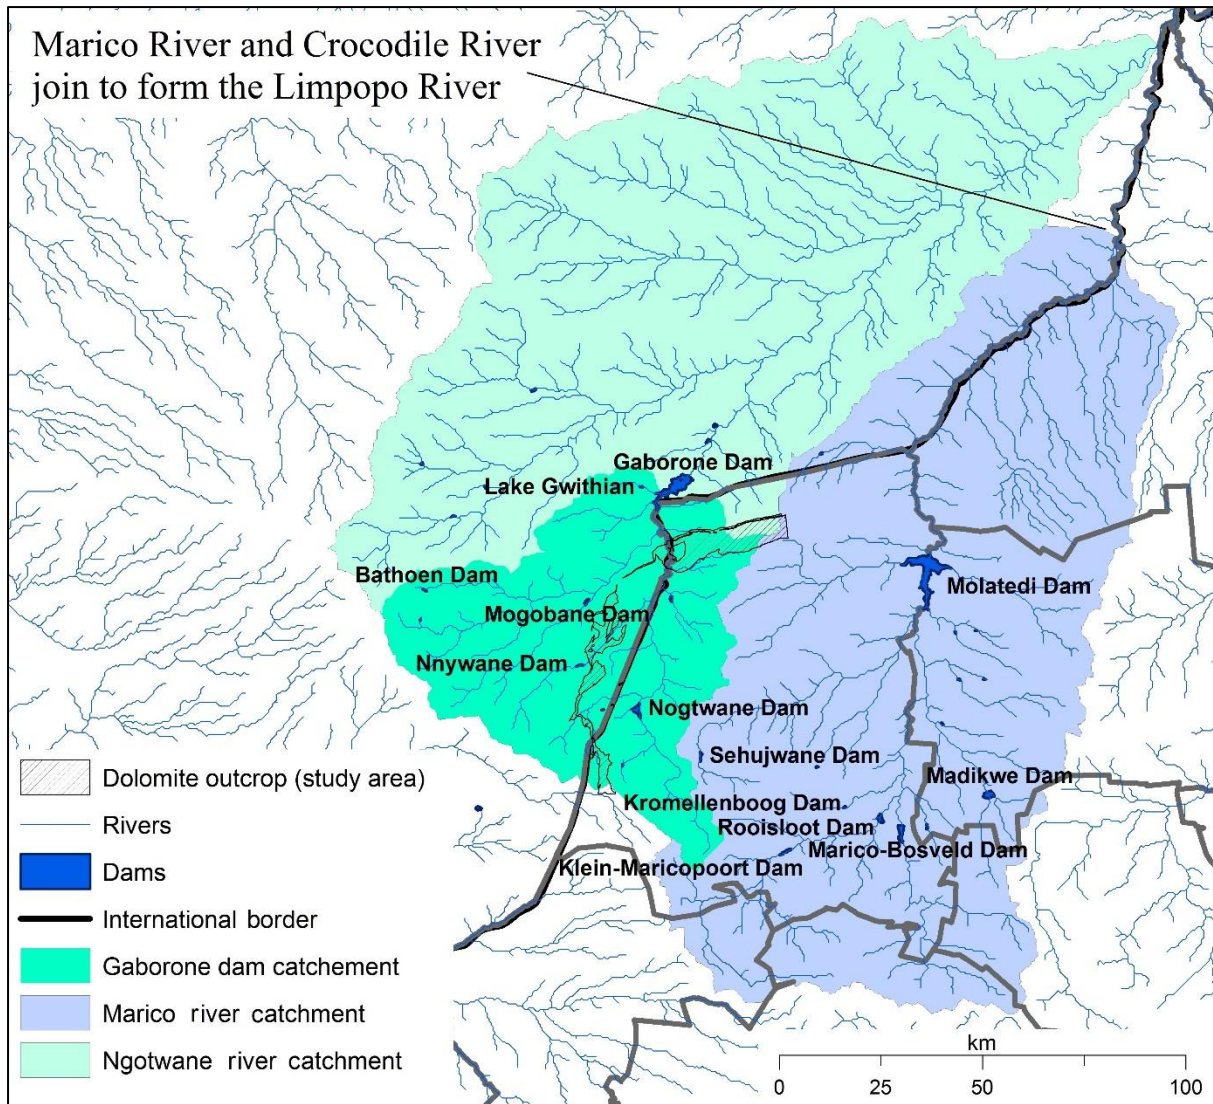 Marico River and Crocodile River
join to form the Limpopo River
Gaborone Dam
Lake Gwithian
Bathoen Dam
Molatedi Dam
Mogobane Dam
Nnywane Dam
Nogtwane Dam
Sehujwane Dam
Madikwe Dam
Kromellenboog Dam
Rooisloot Dam
Marico-Bosveld Dam
Klein-Maricopoort Dam
Dolomite outcrop (study area)
Rivers
Dams
International border
Gaborone dam catchement
Marico river catchment
Ngotwane river catchment
km
0 25 50 100